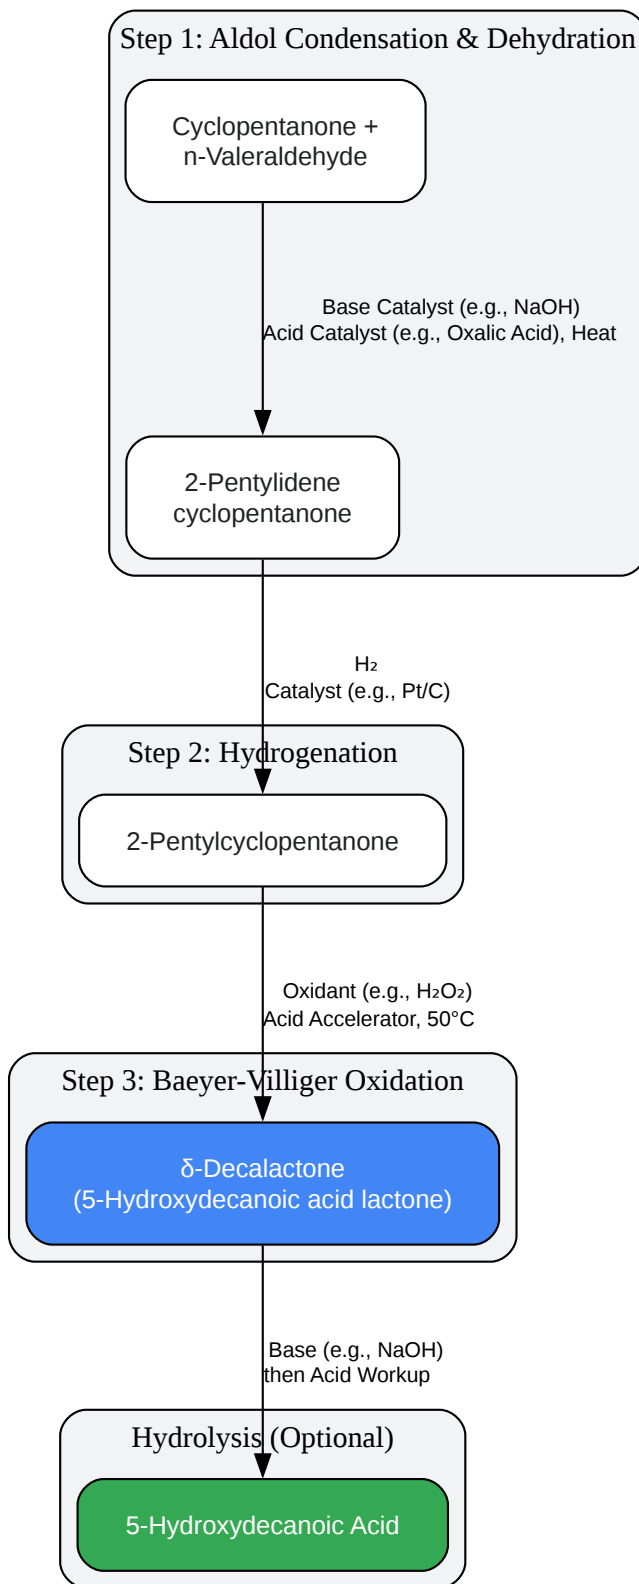 Step 1: Aldol Condensation & Dehydration
Cyclopentanone +
n-Valeraldehyde
Base Catalyst (e.g., NaOH)
Acid Catalyst (e.g., Oxalic Acid), Heat
2-Pentylidene
cyclopentanone
H₂
Catalyst (e.g., Pt/C)
Step 2: Hydrogenation
2-Pentylcyclopentanone
Oxidant (e.g., H₂O₂)
Acid Accelerator, 50°C
Step 3: Baeyer-Villiger Oxidation
δ-Decalactone
(5-Hydroxydecanoic acid lactone)
Base (e.g., NaOH)
then Acid Workup
Hydrolysis (Optional)
5-Hydroxydecanoic Acid